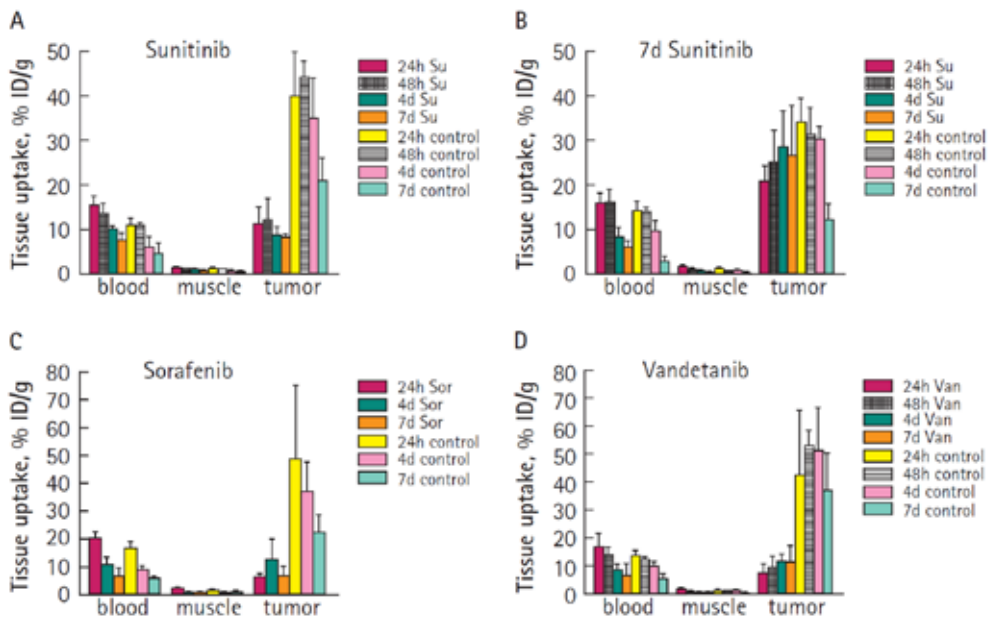 A
Sunitinib
Tissue uptake, % ID/g
50
40
30
20
10
0
blood muscle tumor
24h Su
48h Su
4d Su
7d Su
24h control
48h control
4d control
7d control
B
7d Sunitinib
Tissue uptake, % ID/g
50
40
30
20
10
0
blood muscle tumor
24h Su
48h Su
4d Su
7d Su
24h control
48h control
4d control
7d control
C
Sorafenib
Tissue uptake, % ID/g
80
70
60
50
40
30
20
10
0
blood muscle tumor
24h Sor
4d Sor
7d Sor
24h control
4d control
7d control
D
Vandetanib
Tissue uptake, % ID/g
80
70
60
50
40
30
20
10
0
blood muscle tumor
24h Van
48h Van
4d Van
7d Van
24h control
48h control
4d control
7d control